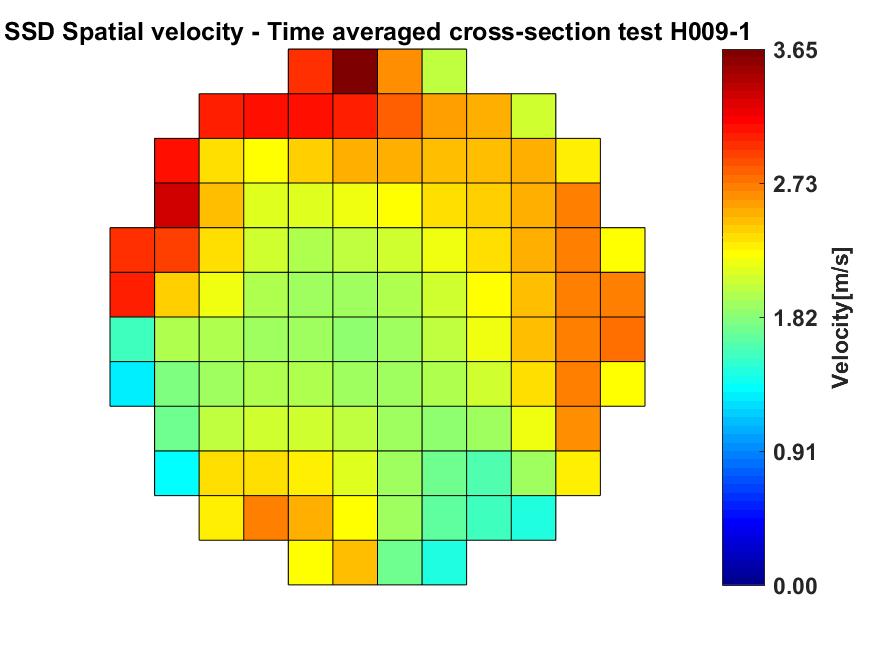 SSD Spatial velocity - Time averaged cross-section test H009-1
3.65
2.73
1.82
0.91
0.00
Velocity[m/s]